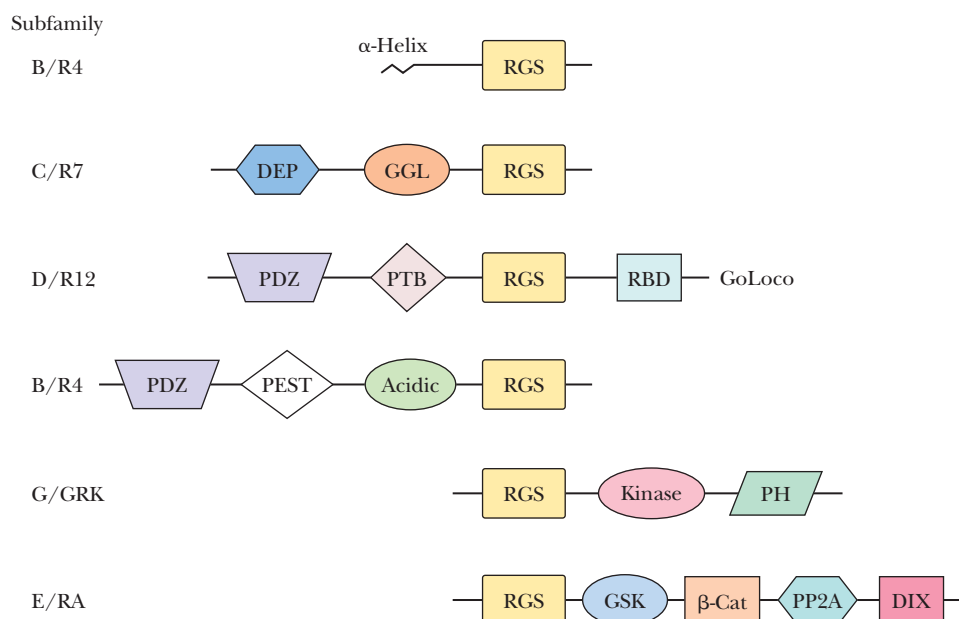 Subfamily
α-Helix
B/R4 RGS
C/R7 DEP GGL RGS
D/R12 PDZ PTB RGS RBD GoLoco
B/R4 PDZ PEST Acidic RGS
G/GRK RGS Kinase PH
E/RA RGS GSK β-Cat PP2A DIX